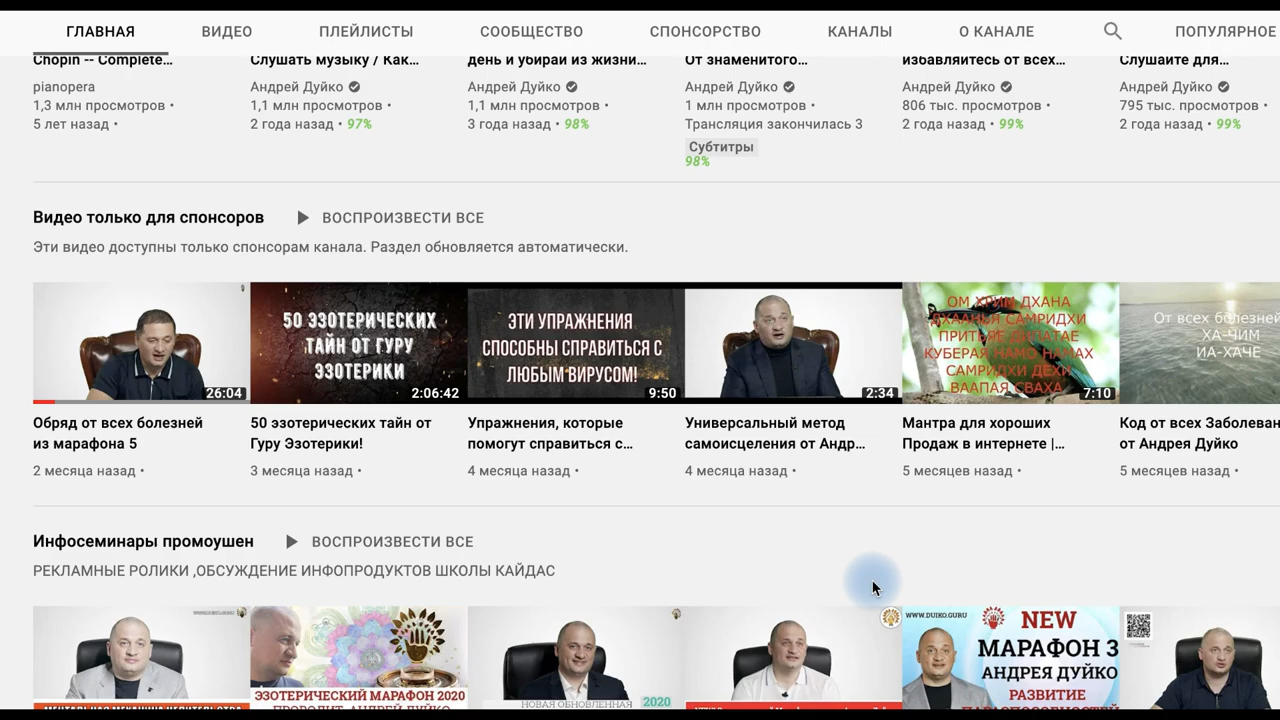 ГЛАВНАЯ ВИДЕО ПЛЕЙЛИСТЫ СООБЩЕСТВО СПОНСОРСТВО КАНАЛЫ О КАНАЛЕ ПОПУЛЯРНОЕ
Chopin -- Complete…
pianopera
1,3 млн просмотров •
5 лет назад •
Слушать музыку / Как…
Андрей Дуйко
1,1 млн просмотров •
2 года назад • 97%
день и убирай из жизни…
Андрей Дуйко
1,1 млн просмотров •
3 года назад • 98%
От знаменитого…
Андрей Дуйко
1 млн просмотров •
Трансляция закончилась 3
Субтитры
98%
избавляйтесь от всех…
Андрей Дуйко
806 тыс. просмотров •
2 года назад • 99%
Слушайте для…
Андрей Дуйко
795 тыс. просмотров •
2 года назад • 99%
Видео только для спонсоров ВОСПРОИЗВЕСТИ ВСЕ
Эти видео доступны только спонсорам канала. Раздел обновляется автоматически.
26:04
Обряд от всех болезней
из марафона 5
2 месяца назад •
50 ЭЗОТЕРИЧЕСКИХ
ТАЙН ОТ ГУРУ
ЭЗОТЕРИКИ
2:06:42
50 эзотерических тайн от
Гуру Эзотерики!
3 месяца назад •
ЭТИ УПРАЖНЕНИЯ
СПОСОБНЫ СПРАВИТЬСЯ С
ЛЮБЫМ ВИРУСОМ!
9:50
Упражнения, которые
помогут справиться с…
4 месяца назад •
2:34
Универсальный метод
самоисцеления от Андр…
4 месяца назад •
ОМ ХРИМ ДХАНА
ДХААНЬЯ САМРИДХИ
ПРИТЬЯЕ ДИПАТАЕ
КУБЕРАЯ НАМО НАМАХ
САМРИДХИ ДЕХИ
ВААПАЯ СВАХА
7:10
Мантра для хороших
Продаж в интернете |…
5 месяцев назад •
От всех болезней
ХА-ЧИМ
ИА-ХАЧЕ
Код от всех Заболеван
от Андрея Дуйко
5 месяцев назад •
Инфосеминары промоушен ВОСПРОИЗВЕСТИ ВСЕ
РЕКЛАМНЫЕ РОЛИКИ ,ОБСУЖДЕНИЕ ИНФОПРОДУКТОВ ШКОЛЫ КАЙДАС
ЭЗОТЕРИЧЕСКИЙ МАРАФОН 2020
ПРОВОДИТ: АНДРЕЙ ДУЙКО
НОВАЯ ОБНОВЛЕННАЯ
2020
WWW.DUIKO.GURU
NEW
МАРАФОН 3
АНДРЕЯ ДУЙКО
РАЗВИТИЕ
ПАРАСПОСОБНОСТЕЙ